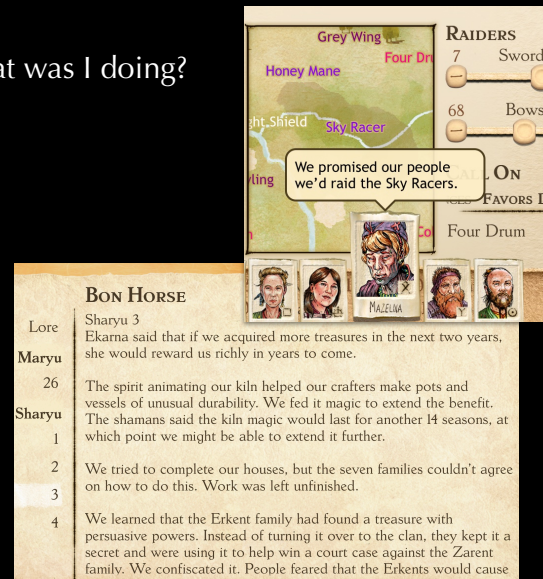 at was I doing?
Grey Wing
Four Dru
Honey Mane
ht Shield
Sky Racer
ling
We promised our people
we'd raid the Sky Racers.
Co
MAZELINA
RAIDERS
7 Sword
68 Bows
ALL ON
FAVORS
Four Drum
BON HORSE
Lore
Maryu
26
Sharyu
1
2
3
4
Sharyu 3
Ekarna said that if we acquired more treasures in the next two years,
she would reward us richly in years to come.
The spirit animating our kiln helped our crafters make pots and
vessels of unusual durability. We fed it magic to extend the benefit.
The shamans said the kiln magic would last for another 14 seasons, at
which point we might be able to extend it further.
We tried to complete our houses, but the seven families couldn't agree
on how to do this. Work was left unfinished.
We learned that the Erkent family had found a treasure with
persuasive powers. Instead of turning it over to the clan, they kept it a
secret and were using it to help win a court case against the Zarent
family. We confiscated it. People feared that the Erkents would cause